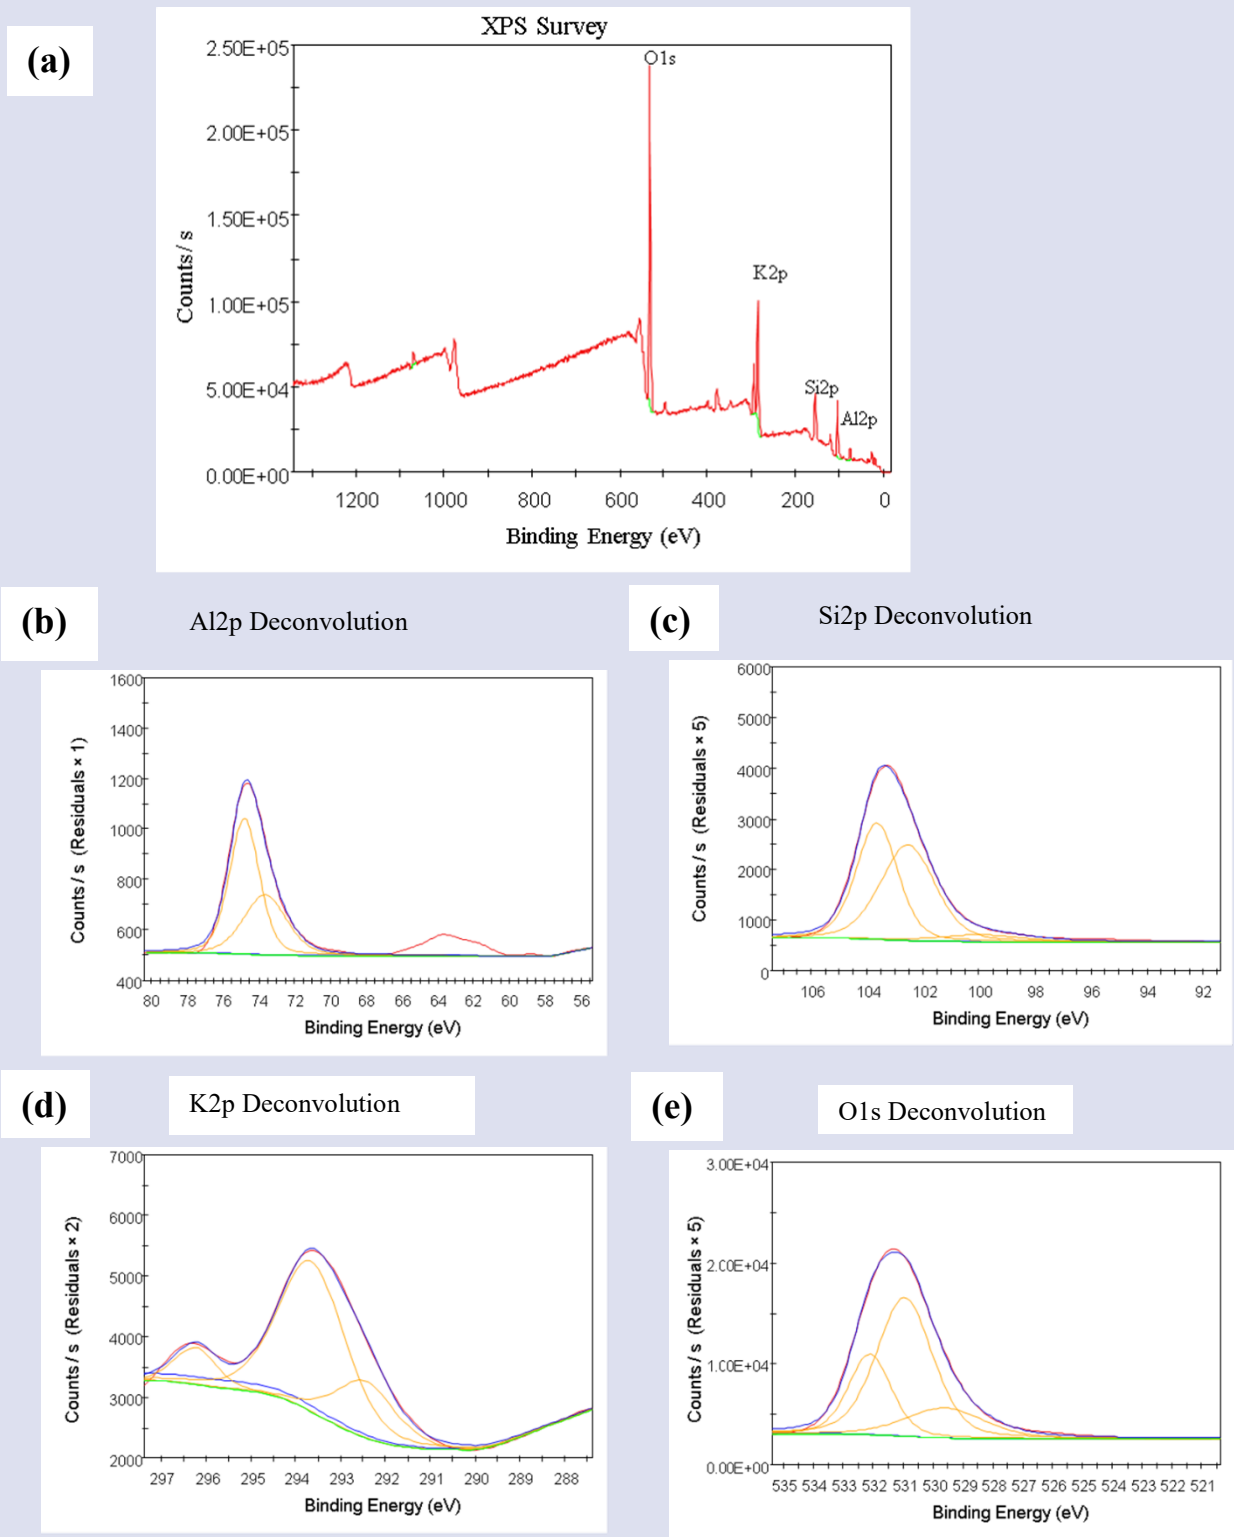 (a)
XPS Survey
2.50E+05
2.00E+05
1.50E+05
1.00E+05
5.00E+04
0.00E+00
Counts / s
O1s
K2p
Si2p
Al2p
1200 1000 800 600 400 200 0
Binding Energy (eV)
(b)
Al2p Deconvolution
1600
1400
1200
1000
800
600
400
Counts / s (Residuals × 1)
80 78 76 74 72 70 68 66 64 62 60 58 56
Binding Energy (eV)
(c)
Si2p Deconvolution
6000
5000
4000
3000
2000
1000
0
Counts / s (Residuals × 5)
106 104 102 100 98 96 94 92
Binding Energy (eV)
(d)
K2p Deconvolution
7000
6000
5000
4000
3000
2000
Counts / s (Residuals × 2)
297 296 295 294 293 292 291 290 289 288
Binding Energy (eV)
(e)
O1s Deconvolution
3.00E+04
2.00E+04
1.00E+04
0.00E+00
Counts / s (Residuals × 5)
535 534 533 532 531 530 529 528 527 526 525 524 523 522 521
Binding Energy (eV)